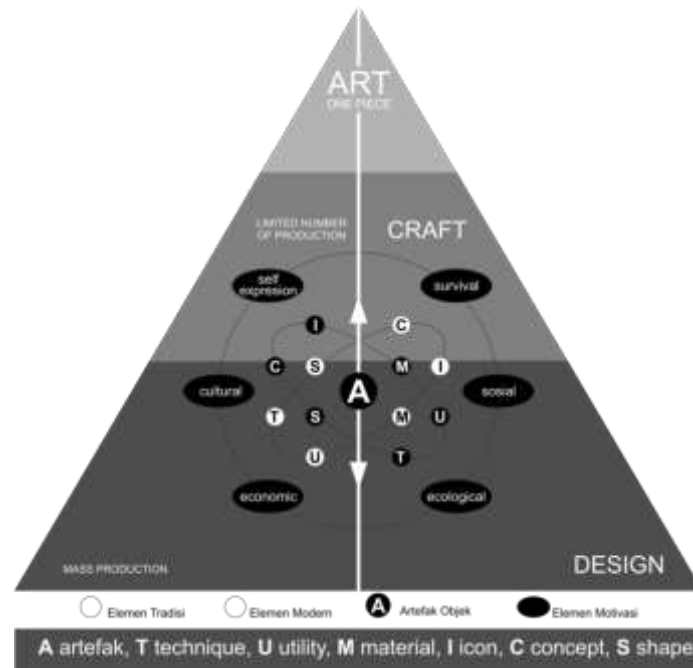 ART
ONE PIECE
LIMITED NUMBER
OF PRODUCTION
CRAFT
self
expression
survival
I
C
C
S
M
I
cultural
A
sosial
T
S
M
U
U
T
economic
ecological
MASS PRODUCTION
DESIGN
Elemen Tradisi
Elemen Modern
A
Artefak Objek
Elemen Motivasi
A artefak, T technique, U utility, M material, I icon, C concept, S shape